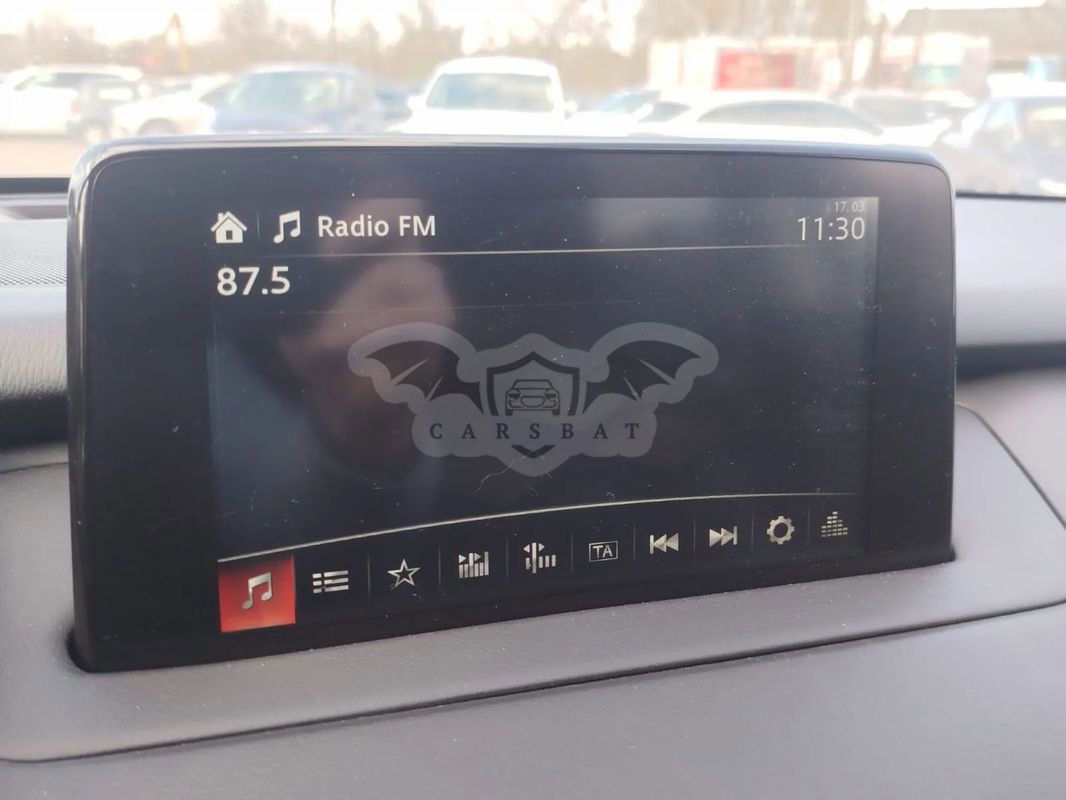 Radio FM
17. 03.
11:30
87.5
CARSBAT
TA